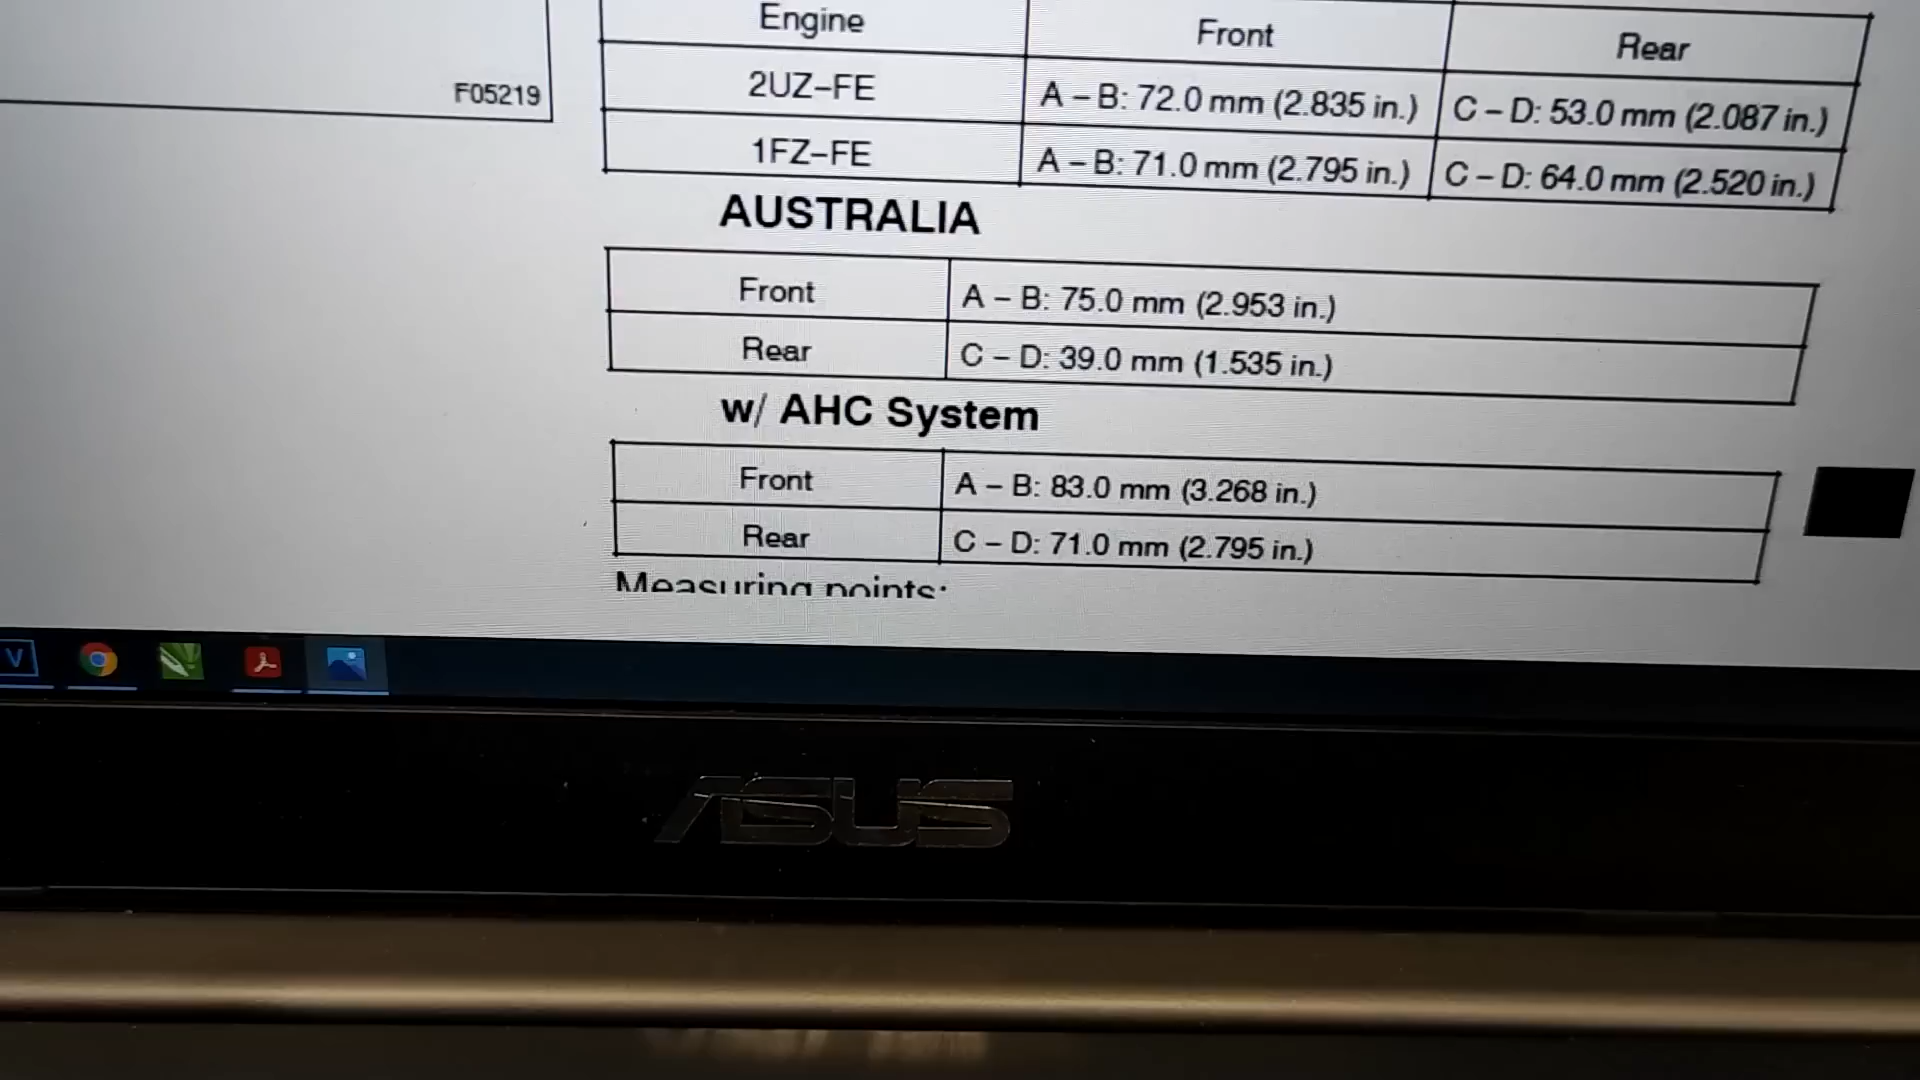 Engine Front Rear
F05219
2UZ–FE A – B: 72.0 mm (2.835 in.) C – D: 53.0 mm (2.087 in.)
1FZ–FE A – B: 71.0 mm (2.795 in.) C – D: 64.0 mm (2.520 in.)
AUSTRALIA
Front A – B: 75.0 mm (2.953 in.)
Rear C – D: 39.0 mm (1.535 in.)
w/ AHC System
Front A – B: 83.0 mm (3.268 in.)
Rear C – D: 71.0 mm (2.795 in.)
Measuring points:
V
ASUS